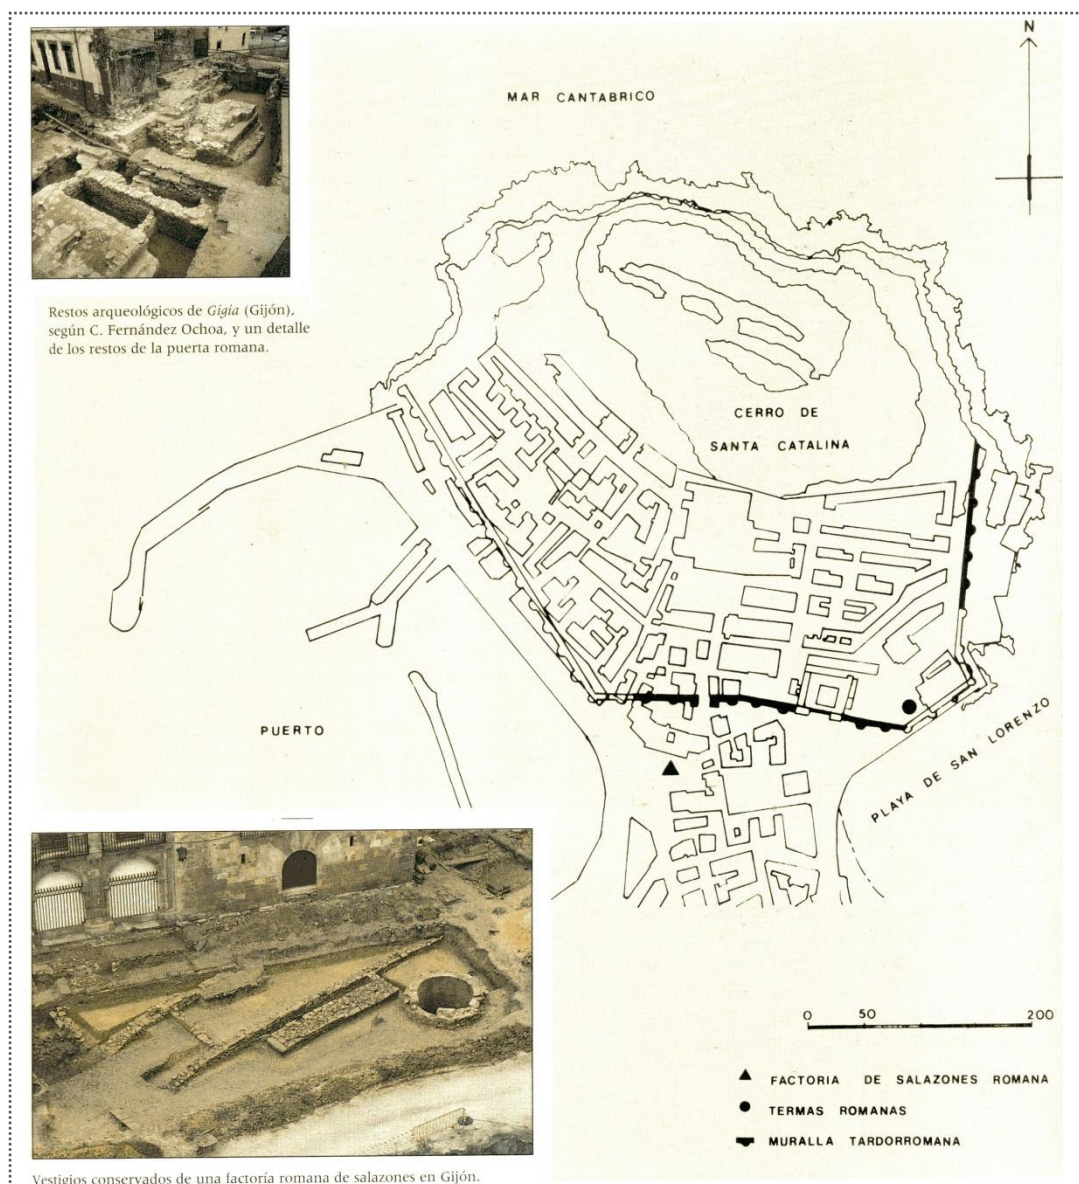 N
MAR CANTABRICO
Restos arqueológicos de Gigia (Gijón),
según C. Fernández Ochoa, y un detalle
de los restos de la puerta romana.
CERRO DE
SANTA CATALINA
PUERTO
PLAYA DE SAN LORENZO
0 50 200
FACTORIA DE SALAZONES ROMANA
TERMAS ROMANAS
MURALLA TARDORROMANA
Vestigios conservados de una factoría romana de salazones en Gijón.